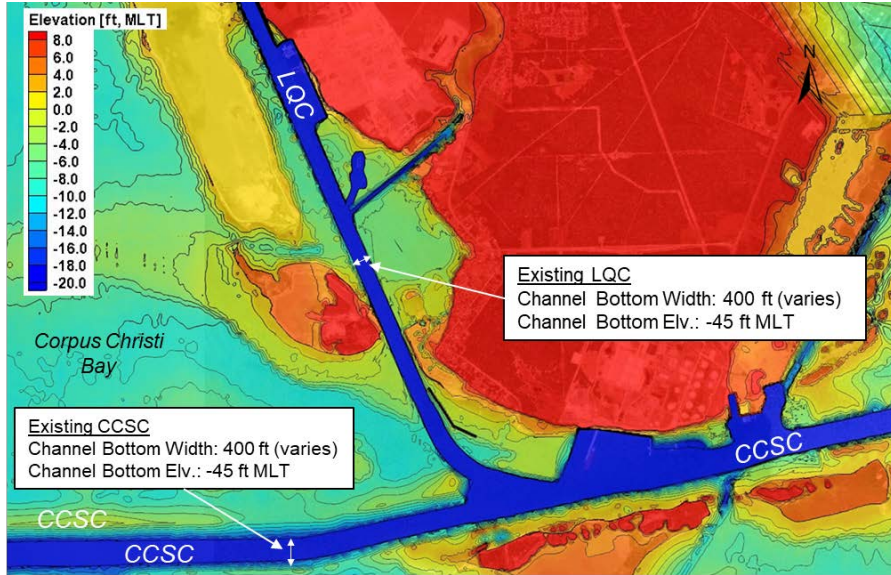 Elevation [ft, MLT]
8.0
6.0
4.0
2.0
0.0
-2.0
-4.0
-6.0
-8.0
-10.0
-12.0
-14.0
-16.0
-18.0
-20.0
LQC
N
Existing LQC
Channel Bottom Width: 400 ft (varies)
Channel Bottom Elv.: -45 ft MLT
Corpus Christi
Bay
Existing CCSC
Channel Bottom Width: 400 ft (varies)
Channel Bottom Elv.: -45 ft MLT
CCSC
CCSC
CCSC